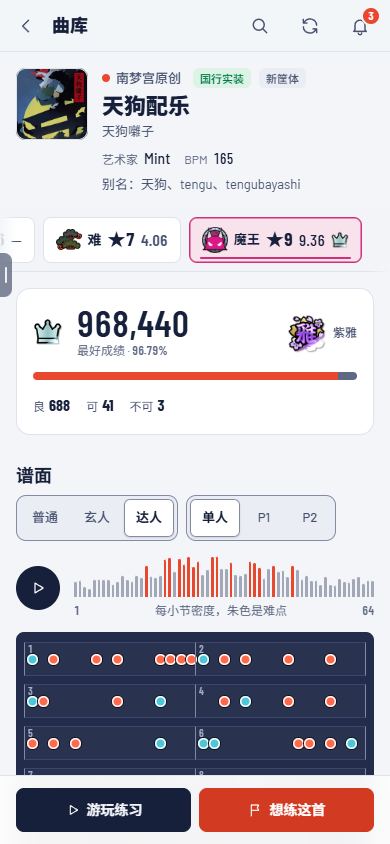 曲库
3
南梦宫原创 国行实装 新筐体
天狗配乐
天狗囃子
艺术家 Mint BPM 165
别名：天狗、tengu、tengubayashi
— 难 ★7 4.06 魔王 ★9 9.36
968,440
最好成绩 · 96.79%
雅 紫雅
良 688 可 41 不可 3
谱面
普通 玄人 达人 单人 P1 P2
1 每小节密度，朱色是难点 64
1 2
3 4
5 6
7 8
游玩练习 想练这首